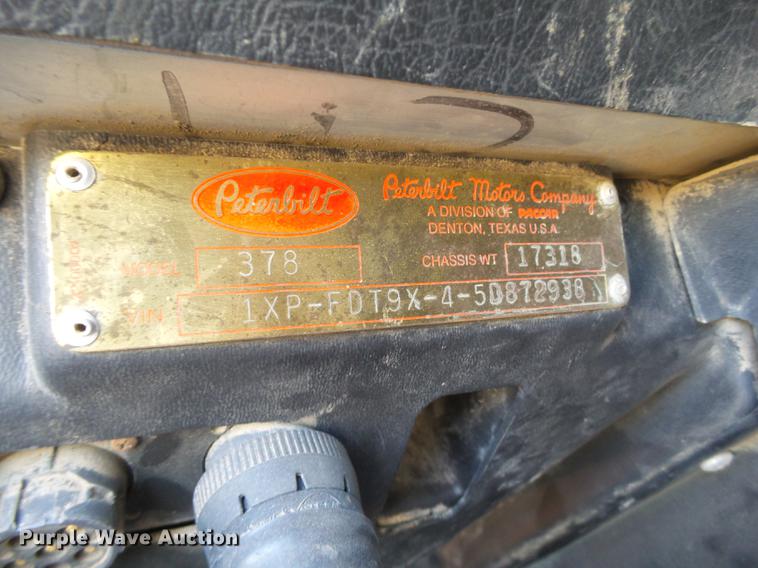 Peterbilt
Peterbilt Motors Company
A DIVISION OF PACCAR
DENTON, TEXAS U.S.A.
MODEL 378 CHASSIS WT 17318
VIN 1XP-FDT9X-4-5D872938
Purple Wave Auction